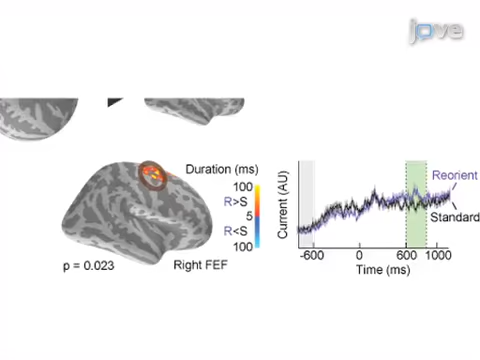 jove
Duration (ms)
100
R>S
5
R<S
100
p = 0.023
Right FEF
Current (AU)
Reorient
Standard
-600
0
600
1000
Time (ms)